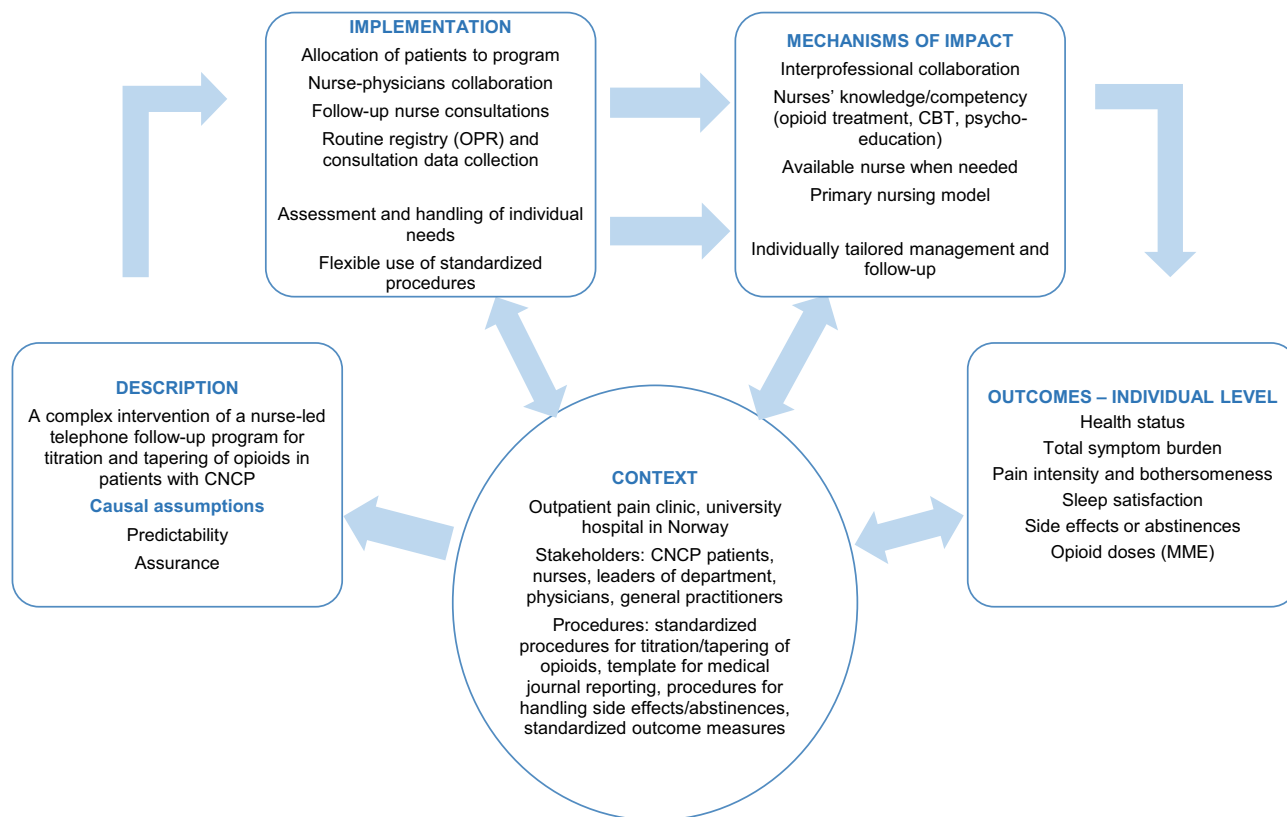 IMPLEMENTATION
Allocation of patients to program
Nurse-physicians collaboration
Follow-up nurse consultations
Routine registry (OPR) and
consultation data collection
Assessment and handling of individual
needs
Flexible use of standardized
procedures
MECHANISMS OF IMPACT
Interprofessional collaboration
Nurses’ knowledge/competency
(opioid treatment, CBT, psycho-
education)
Available nurse when needed
Primary nursing model
Individually tailored management and
follow-up
DESCRIPTION
A complex intervention of a nurse-led
telephone follow-up program for
titration and tapering of opioids in
patients with CNCP
Causal assumptions
Predictability
Assurance
CONTEXT
Outpatient pain clinic, university
hospital in Norway
Stakeholders: CNCP patients,
nurses, leaders of department,
physicians, general practitioners
Procedures: standardized
procedures for titration/tapering of
opioids, template for medical
journal reporting, procedures for
handling side effects/abstinences,
standardized outcome measures
OUTCOMES – INDIVIDUAL LEVEL
Health status
Total symptom burden
Pain intensity and bothersomeness
Sleep satisfaction
Side effects or abstinences
Opioid doses (MME)